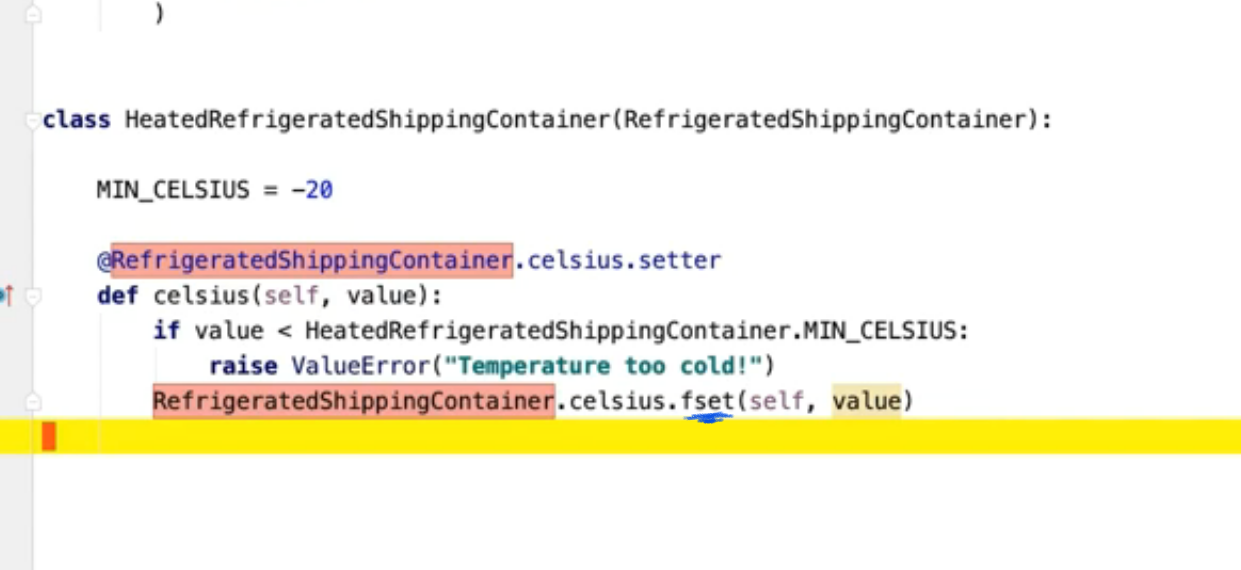 )
class HeatedRefrigeratedShippingContainer(RefrigeratedShippingContainer):
MIN_CELSIUS = -20
@RefrigeratedShippingContainer.celsius.setter
def celsius(self, value):
if value < HeatedRefrigeratedShippingContainer.MIN_CELSIUS:
raise ValueError("Temperature too cold!")
RefrigeratedShippingContainer.celsius.fset(self, value)